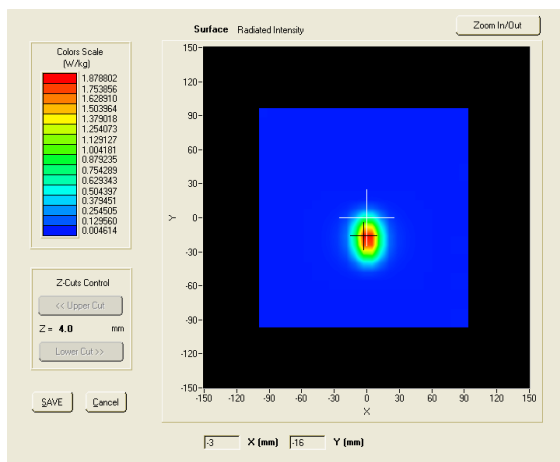 Surface Radiated Intensity
Zoom In/Out
Colors Scale
(W/kg)
1.878802
1.753856
1.628910
1.503964
1.379018
1.254073
1.129127
1.004181
0.879235
0.754289
0.629343
0.504397
0.379451
0.254505
0.129560
0.004614
150
120
90
60
30
0
-30
-60
-90
-120
-150
Y
-150 -120 -90 -60 -30 0 30 60 90 120 150
X
Z-Cuts Control
<< Upper Cut
Z = 4.0 mm
Lower Cut >>
SAVE Cancel
-3 X (mm) -16 Y (mm)